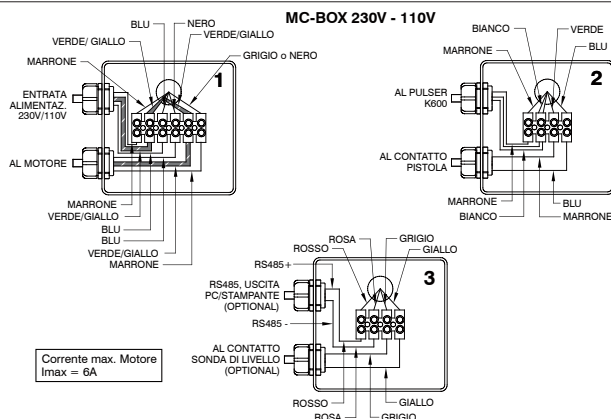 MC-BOX 230V - 110V
BLU
NERO
VERDE/ GIALLO
VERDE/GIALLO
MARRONE
GRIGIO o NERO
1
ENTRATA
ALIMENTAZ.
230V/110V
AL MOTORE
MARRONE
VERDE/GIALLO
BLU
BLU
VERDE/GIALLO
MARRONE
BIANCO
VERDE
MARRONE
BLU
2
AL PULSER
K600
AL CONTATTO
PISTOLA
MARRONE
BLU
BIANCO
MARRONE
ROSA
GRIGIO
ROSSO
GIALLO
RS485+
3
RS485, USCITA
PC/STAMPANTE
(OPTIONAL)
RS485 -
AL CONTATTO
SONDA DI LIVELLO
(OPTIONAL)
ROSSO
GIALLO
ROSA
GRIGIO
Corrente max. Motore
Imax = 6A